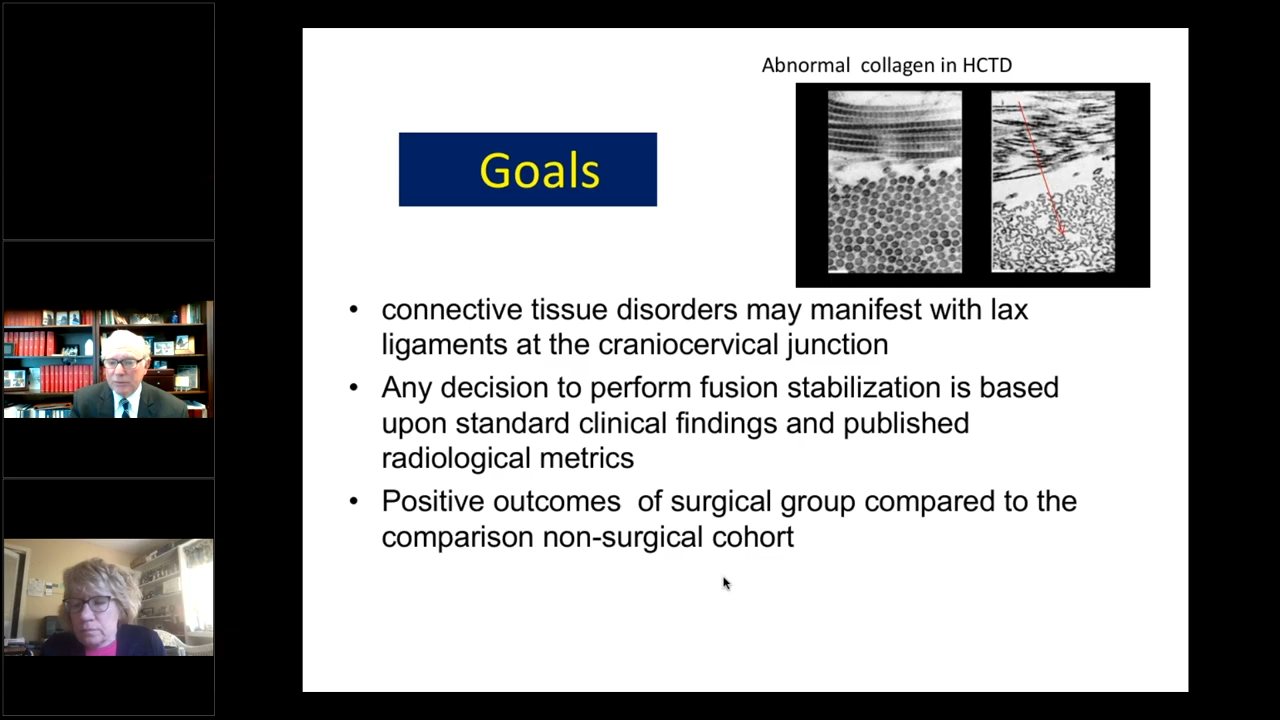 Abnormal collagen in HCTD
Goals
• connective tissue disorders may manifest with lax
ligaments at the craniocervical junction
• Any decision to perform fusion stabilization is based
upon standard clinical findings and published
radiological metrics
• Positive outcomes of surgical group compared to the
comparison non-surgical cohort